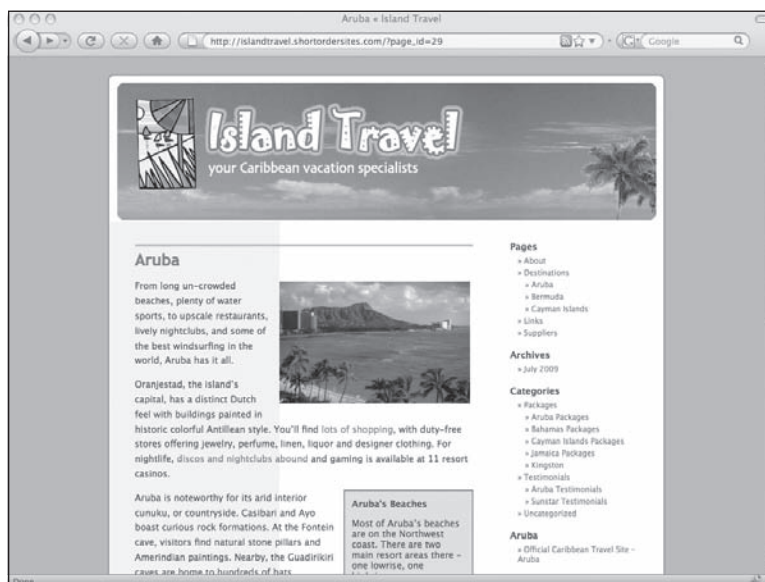 Aruba « Island Travel
http://islandtravel.shortordersites.com/?page_id=29
Google
Island Travel
your Caribbean vacation specialists
Aruba
From long un-crowded
beaches, plenty of water
sports, to upscale restaurants,
lively nightclubs, and some of
the best windsurfing in the
world, Aruba has it all.
Oranjestad, the island's
capital, has a distinct Dutch
feel with buildings painted in
historic colorful Antillean style. You'll find lots of shopping, with duty-free
stores offering jewelry, perfume, linen, liquor and designer clothing. For
nightlife, discos and nightclubs abound and gaming is available at 11 resort
casinos.
Aruba is noteworthy for its arid interior
cunuku, or countryside. Casibari and Ayo
boast curious rock formations. At the Fontein
cave, visitors find natural stone pillars and
Amerindian paintings. Nearby, the Guadirikiri
caves are home to hundreds of bats.
Aruba's Beaches
Most of Aruba's beaches
are on the Northwest
coast. There are two
main resort areas there –
one lowrise, one
Pages
» About
» Destinations
» Aruba
» Bermuda
» Cayman Islands
» Links
» Suppliers
Archives
» July 2009
Categories
» Packages
» Aruba Packages
» Bahamas Packages
» Cayman Islands Packages
» Jamaica Packages
» Kingston
» Testimonials
» Aruba Testimonials
» Sunstar Testimonials
» Uncategorized
Aruba
» Official Caribbean Travel Site –
Aruba
Done